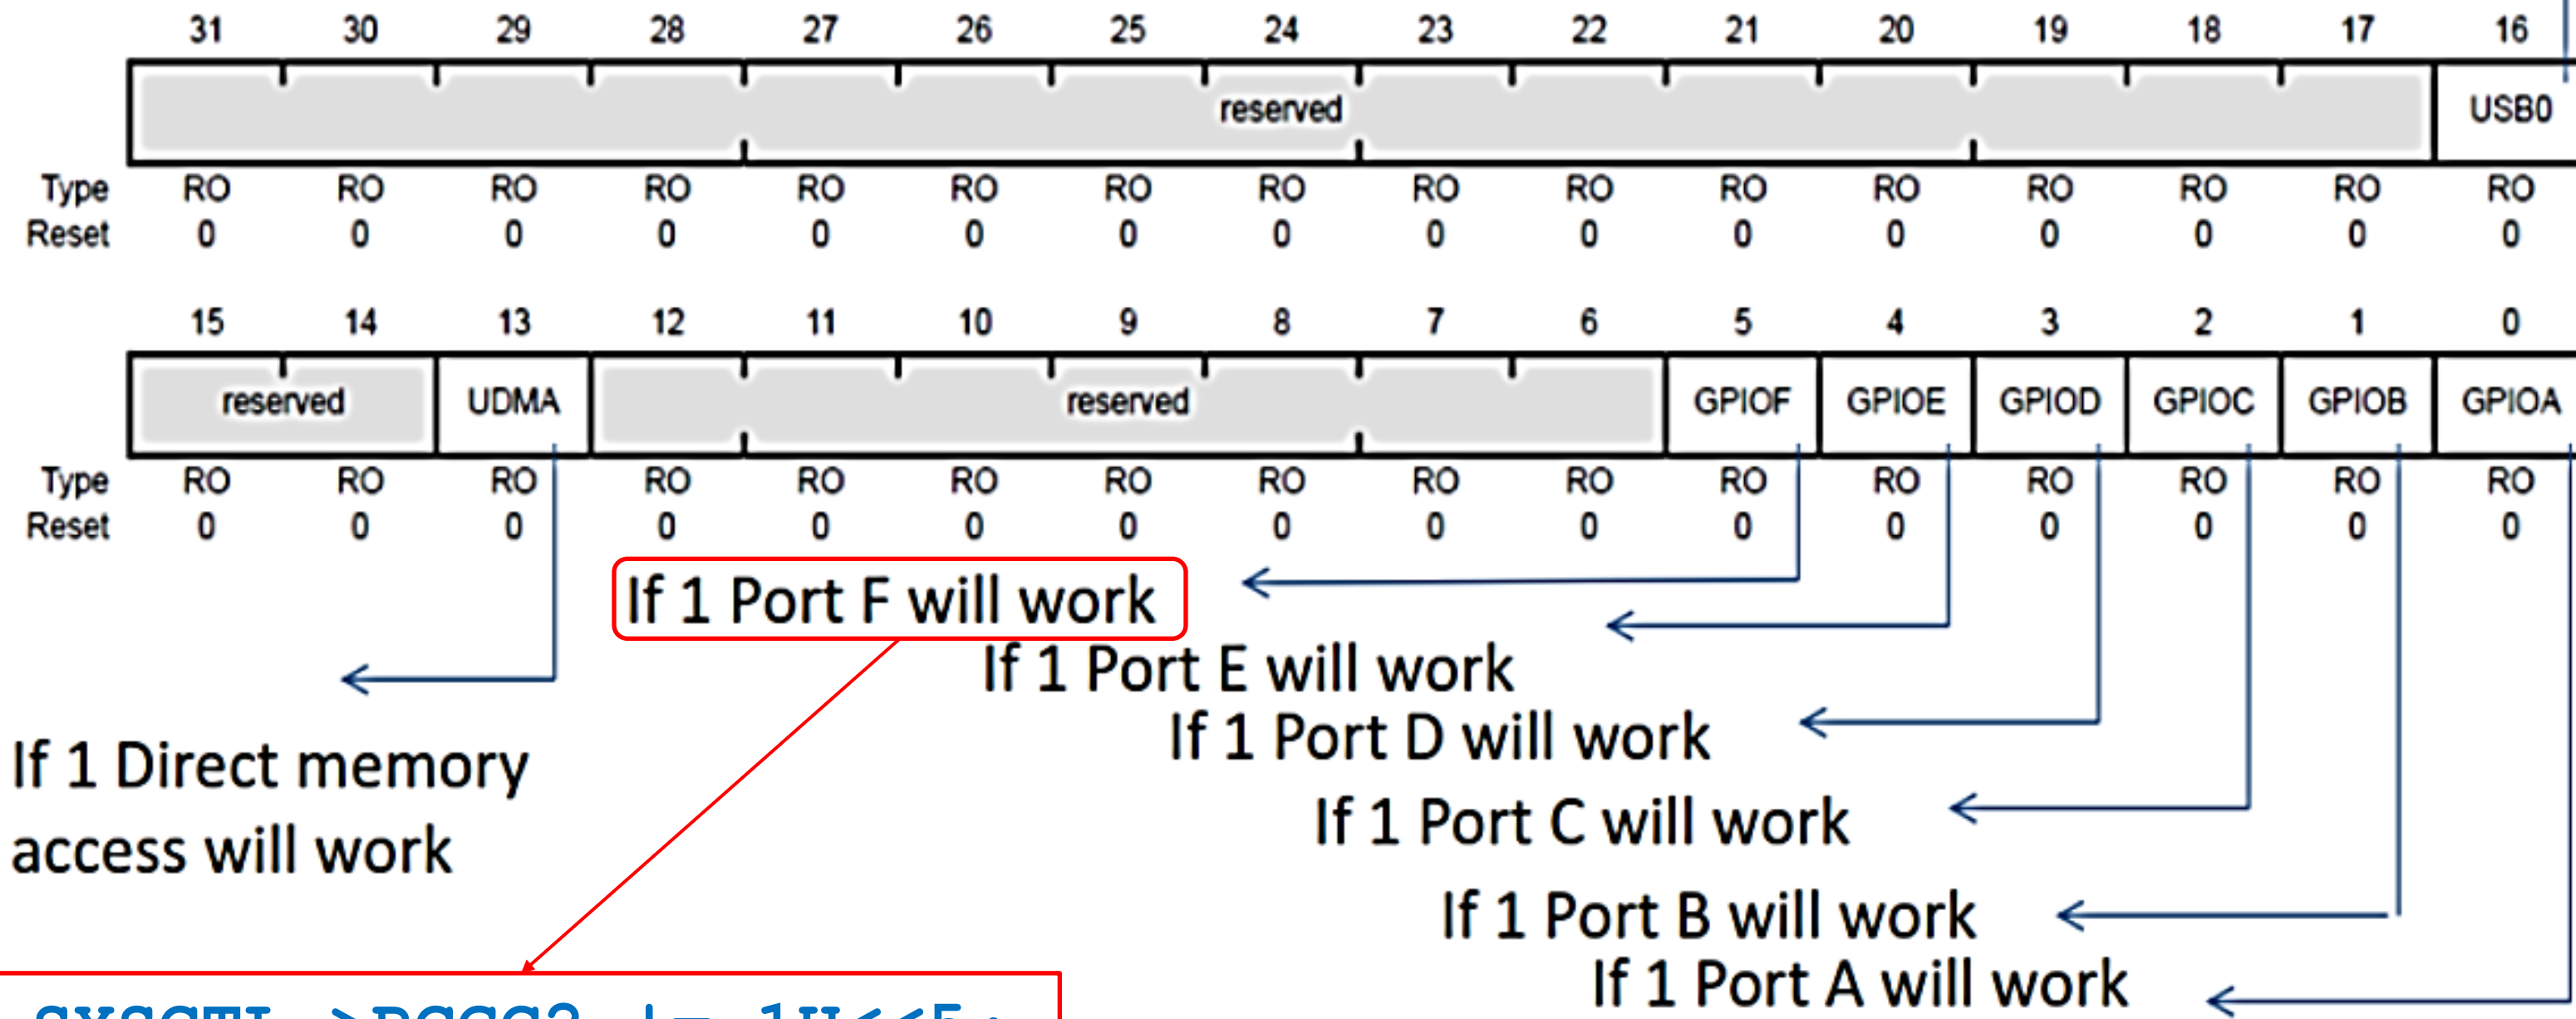 31 30 29 28 27 26 25 24 23 22 21 20 19 18 17 16
reserved USB0
Type RO RO RO RO RO RO RO RO RO RO RO RO RO RO RO RO
Reset 0 0 0 0 0 0 0 0 0 0 0 0 0 0 0 0
15 14 13 12 11 10 9 8 7 6 5 4 3 2 1 0
reserved UDMA reserved GPIOF GPIOE GPIOD GPIOC GPIOB GPIOA
Type RO RO RO RO RO RO RO RO RO RO RO RO RO RO RO RO
Reset 0 0 0 0 0 0 0 0 0 0 0 0 0 0 0 0
If 1 Port F will work
If 1 Port E will work
If 1 Port D will work
If 1 Direct memory
access will work
If 1 Port C will work
If 1 Port B will work
If 1 Port A will work
SYSCTL->RCGC2 |= 1U<<5;